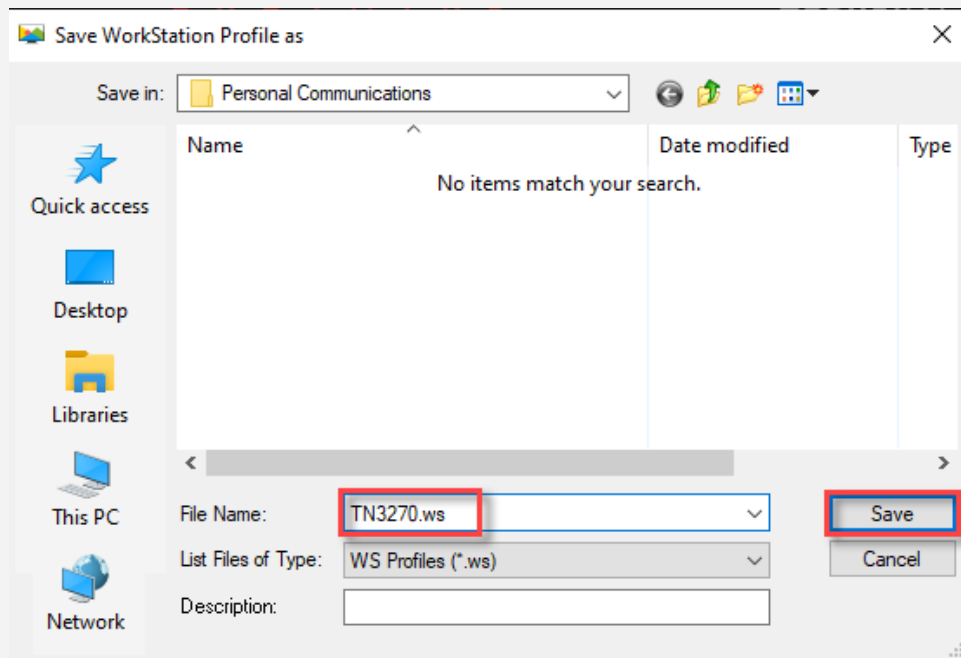 Save WorkStation Profile as
Save in: Personal Communications
Name Date modified Type
No items match your search.
Quick access
Desktop
Libraries
This PC
Network
File Name: TN3270.ws Save
List Files of Type: WS Profiles (*.ws) Cancel
Description: